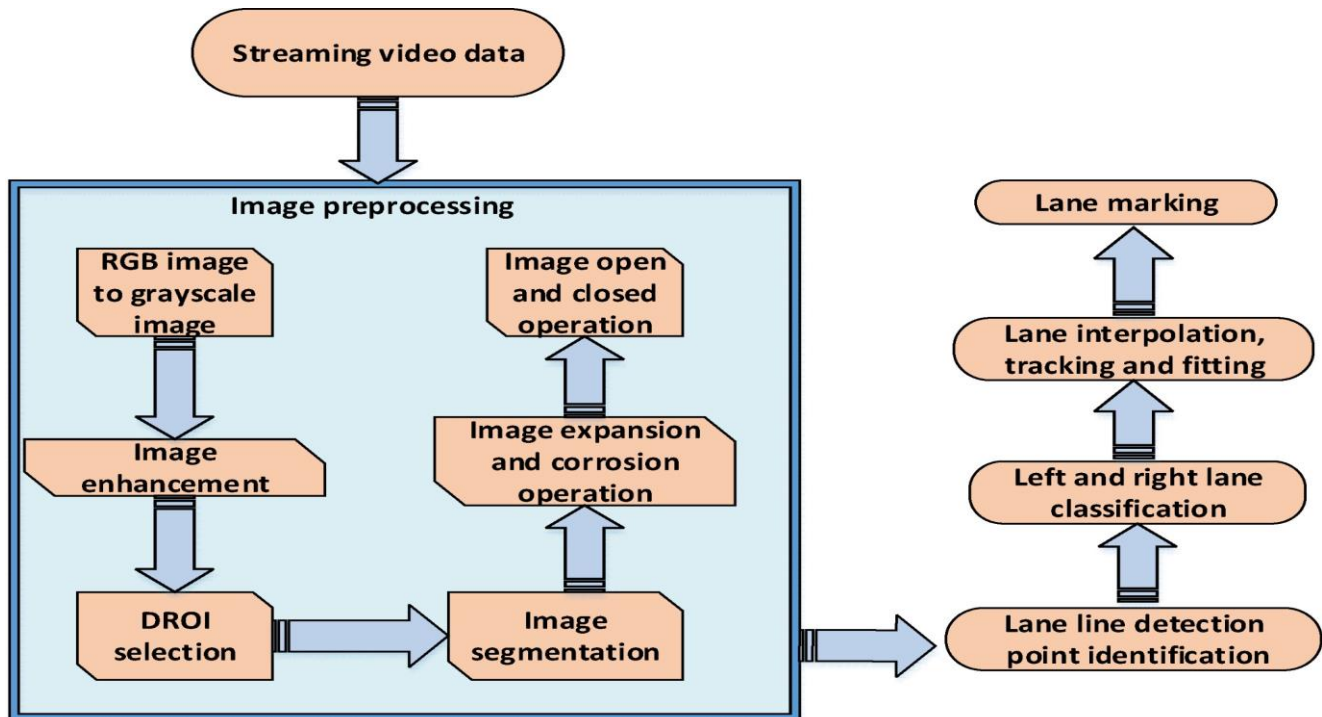 Streaming video data
Image preprocessing
RGB image
to grayscale
image
Image
enhancement
DROI
selection
Image
segmentation
Image expansion
and corrosion
operation
Image open
and closed
operation
Lane line detection
point identification
Left and right lane
classification
Lane interpolation,
tracking and fitting
Lane marking